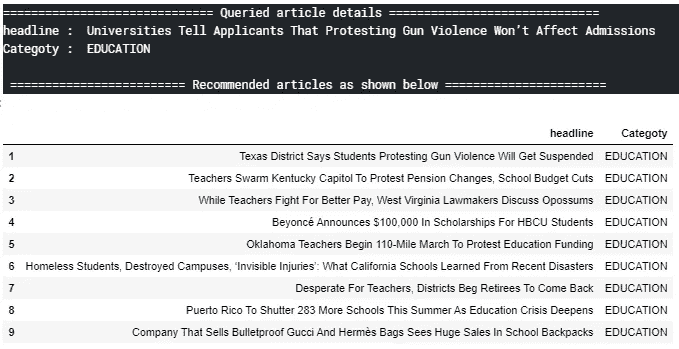 ============================== Queried article details ==============================
headline :  Universities Tell Applicants That Protesting Gun Violence Won't Affect Admissions
Categoty :  EDUCATION
========================= Recommended articles as shown below =======================
:
headline Categoty
1 Texas District Says Students Protesting Gun Violence Will Get Suspended EDUCATION
2 Teachers Swarm Kentucky Capitol To Protest Pension Changes, School Budget Cuts EDUCATION
3 While Teachers Fight For Better Pay, West Virginia Lawmakers Discuss Opossums EDUCATION
4 Beyoncé Announces $100,000 In Scholarships For HBCU Students EDUCATION
5 Oklahoma Teachers Begin 110-Mile March To Protest Education Funding EDUCATION
6 Homeless Students, Destroyed Campuses, 'Invisible Injuries': What California Schools Learned From Recent Disasters EDUCATION
7 Desperate For Teachers, Districts Beg Retirees To Come Back EDUCATION
8 Puerto Rico To Shutter 283 More Schools This Summer As Education Crisis Deepens EDUCATION
9 Company That Sells Bulletproof Gucci And Hermès Bags Sees Huge Sales In School Backpacks EDUCATION